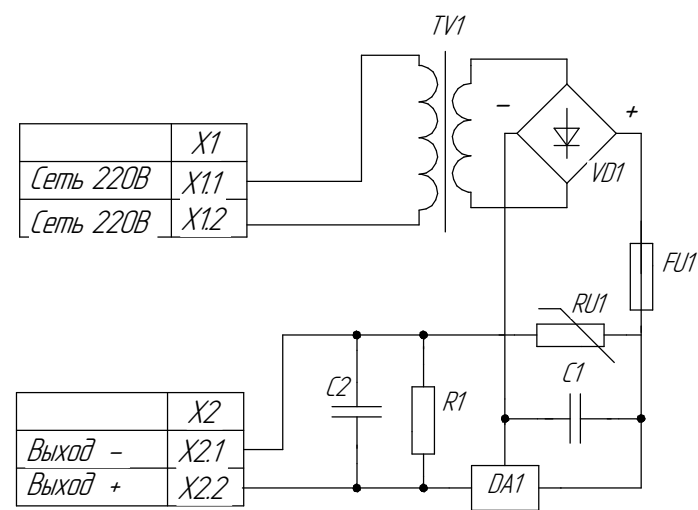 TV1
− +
VD1
X1
Сеть 220В X1.1
Сеть 220В X1.2
FU1
RU1
C1
C2
R1
X2
Выход − X2.1
Выход + X2.2
DA1